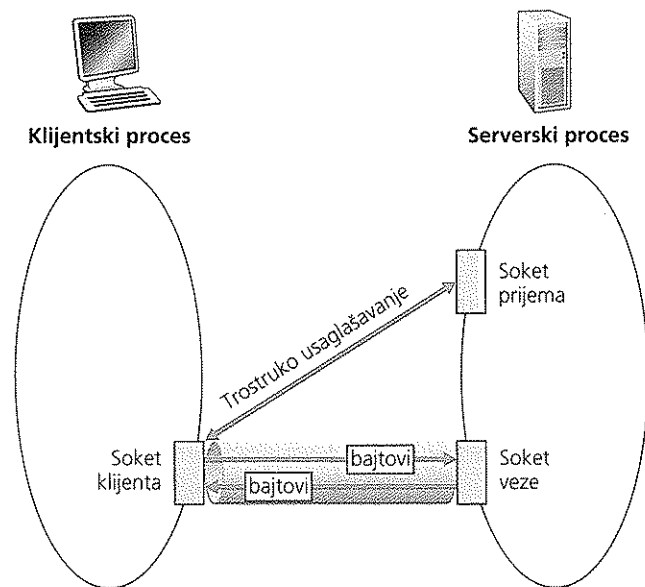 Klijentski proces
Serverski proces
Soket
prijema
Trostruko usaglašavanje
Soket
klijenta
bajtovi
bajtovi
Soket
veze